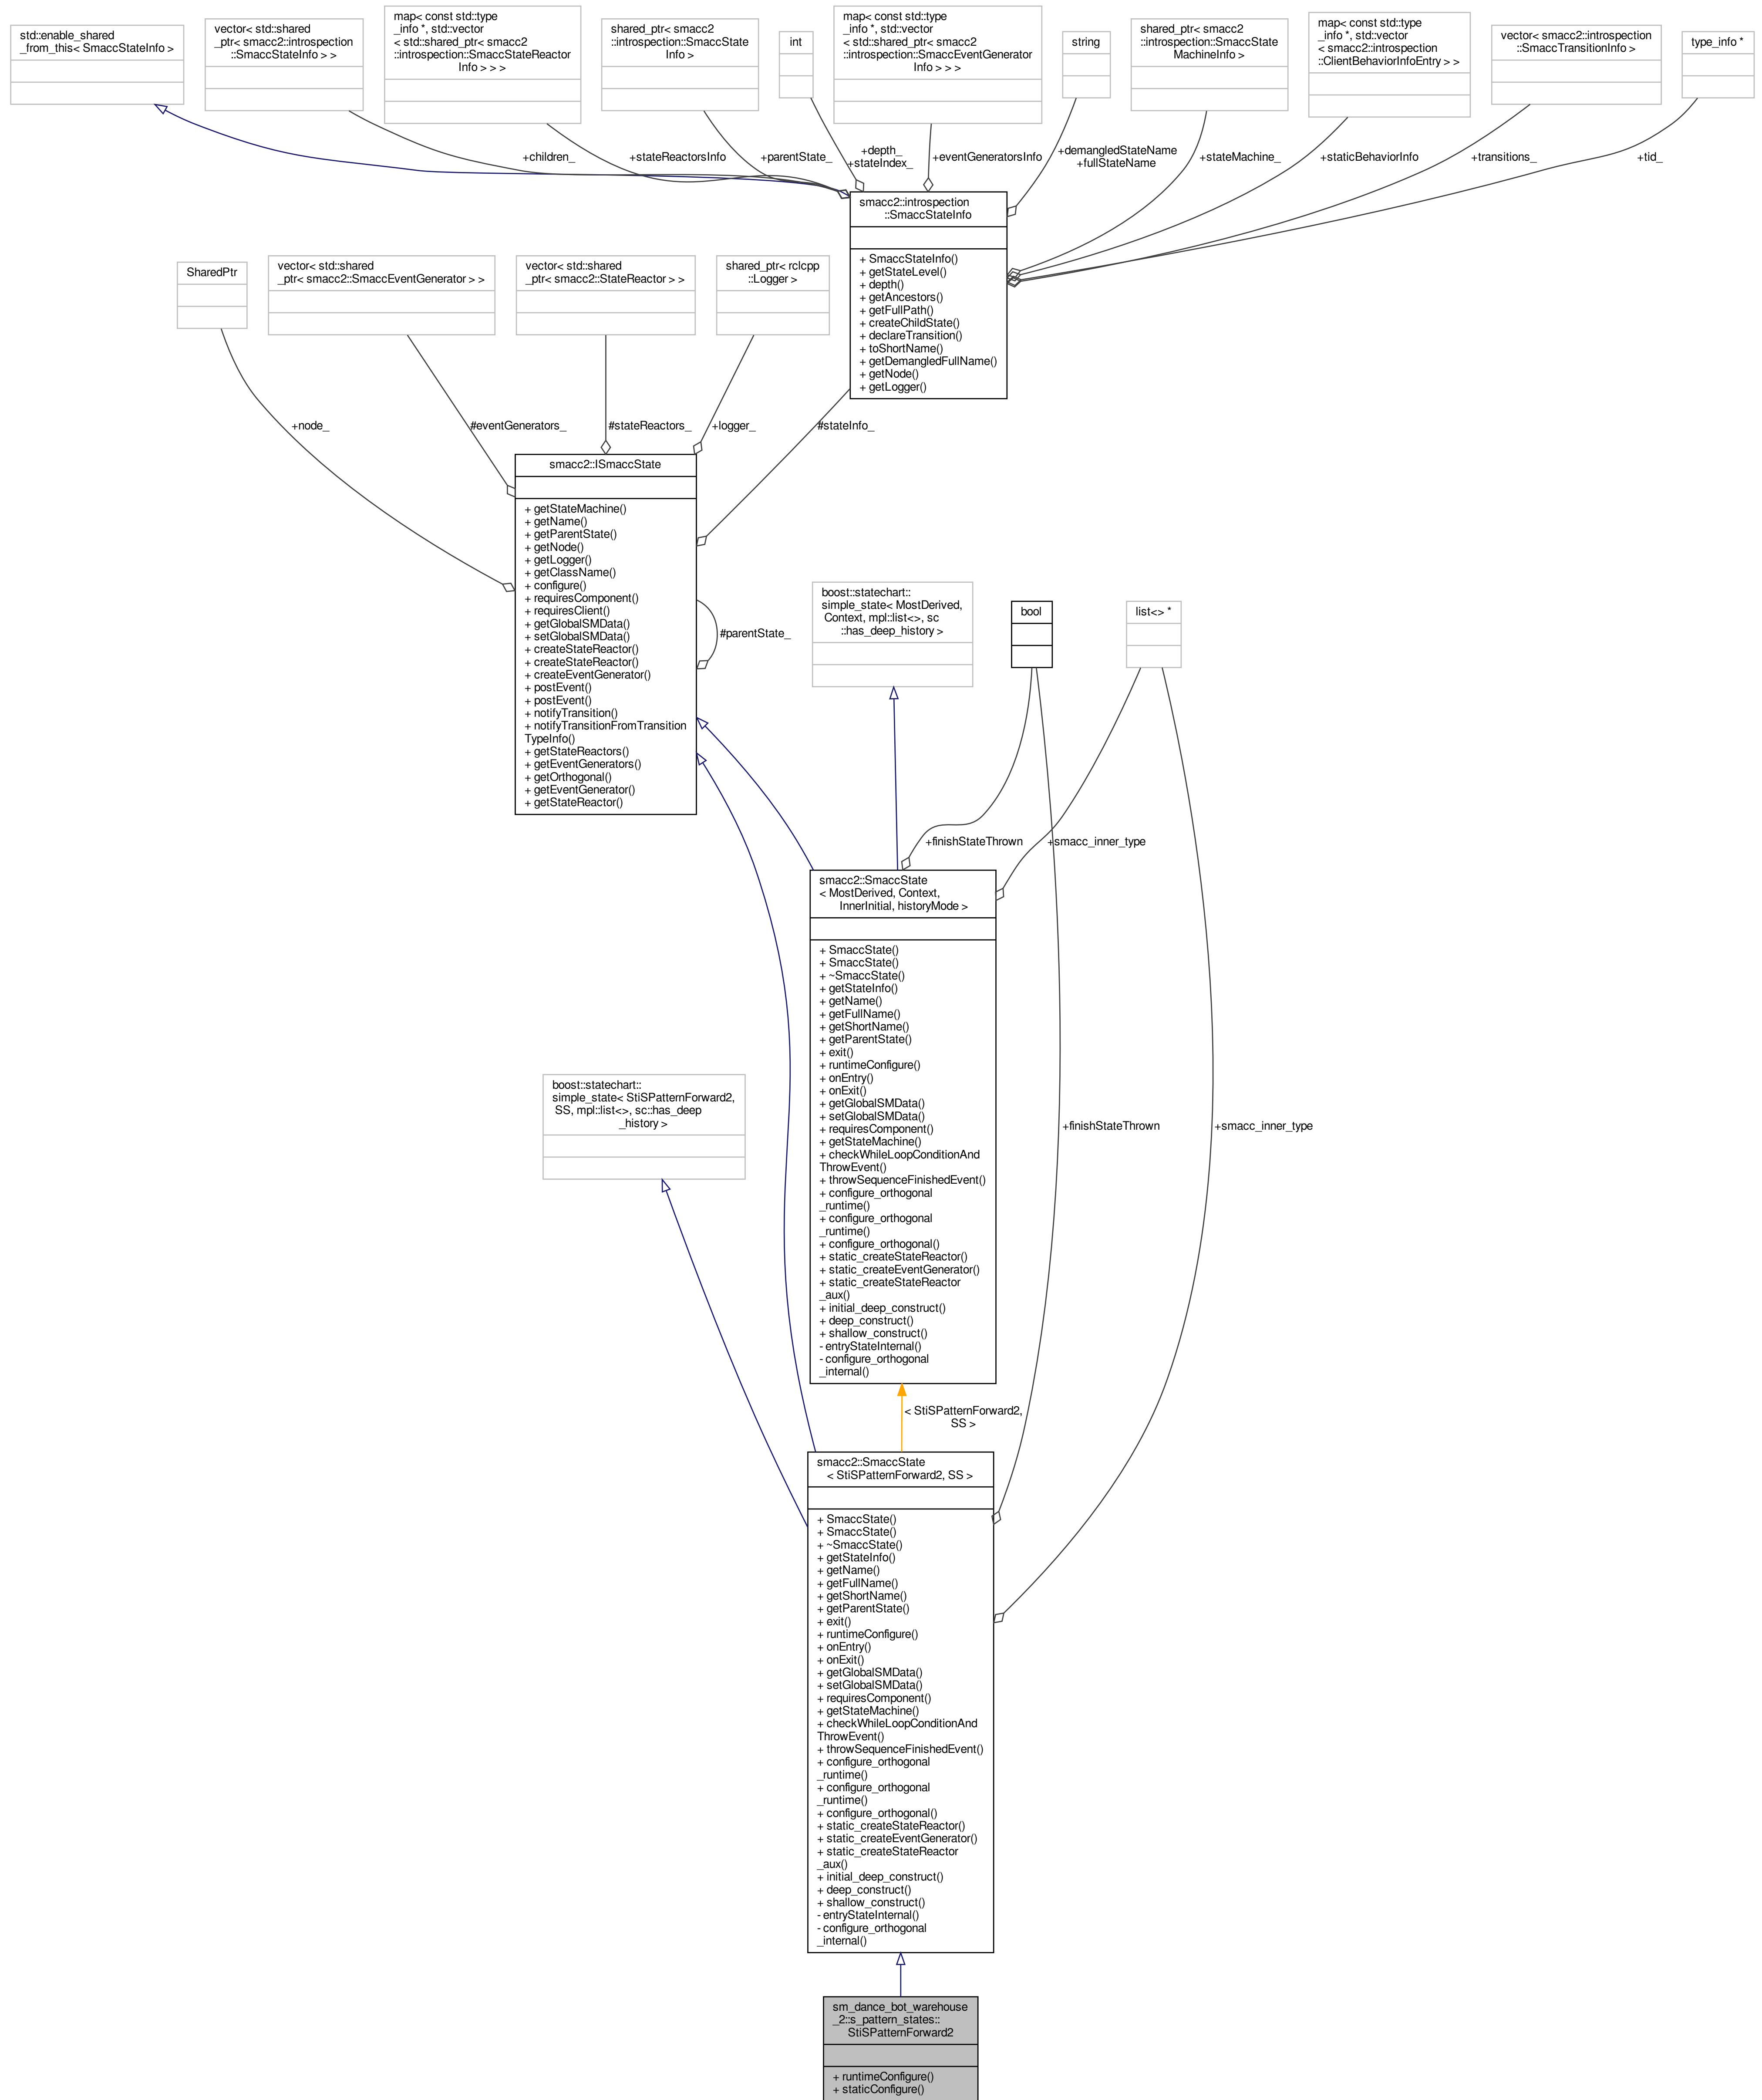 std::enable_shared
_from_this< SmaccStateInfo >
vector< std::shared
_ptr< smacc2::introspection
::SmaccStateInfo > >
map< const std::type
_info *, std::vector
< std::shared_ptr< smacc2
::introspection::SmaccStateReactor
Info > > >
shared_ptr< smacc2
::introspection::SmaccState
Info >
int
map< const std::type
_info *, std::vector
< std::shared_ptr< smacc2
::introspection::SmaccEventGenerator
Info > > >
string
shared_ptr< smacc2
::introspection::SmaccState
MachineInfo >
map< const std::type
_info *, std::vector
< smacc2::introspection
::ClientBehaviorInfoEntry > >
vector< smacc2::introspection
::SmaccTransitionInfo >
type_info *
+children_
+stateReactorsInfo
+parentState_
+depth_
+stateIndex_
+eventGeneratorsInfo
+demangledStateName
+fullStateName
+stateMachine_
+staticBehaviorInfo
+transitions_
+tid_
smacc2::introspection
::SmaccStateInfo
+ SmaccStateInfo()
+ getStateLevel()
+ depth()
+ getAncestors()
+ getFullPath()
+ createChildState()
+ declareTransition()
+ toShortName()
+ getDemangledFullName()
+ getNode()
+ getLogger()
SharedPtr
vector< std::shared
_ptr< smacc2::SmaccEventGenerator > >
vector< std::shared
_ptr< smacc2::StateReactor > >
shared_ptr< rclcpp
::Logger >
+node_
#eventGenerators_
#stateReactors_
+logger_
#stateInfo_
smacc2::ISmaccState
+ getStateMachine()
+ getName()
+ getParentState()
+ getNode()
+ getLogger()
+ getClassName()
+ configure()
+ requiresComponent()
+ requiresClient()
+ getGlobalSMData()
+ setGlobalSMData()
+ createStateReactor()
+ createStateReactor()
+ createEventGenerator()
+ postEvent()
+ postEvent()
+ notifyTransition()
+ notifyTransitionFromTransition
TypeInfo()
+ getStateReactors()
+ getEventGenerators()
+ getOrthogonal()
+ getEventGenerator()
+ getStateReactor()
#parentState_
boost::statechart::
simple_state< MostDerived,
Context, mpl::list<>, sc
::has_deep_history >
bool
list<> *
+finishStateThrown
+smacc_inner_type
smacc2::SmaccState
< MostDerived, Context,
InnerInitial, historyMode >
+ SmaccState()
+ SmaccState()
+ ~SmaccState()
+ getStateInfo()
+ getName()
+ getFullName()
+ getShortName()
+ getParentState()
+ exit()
+ runtimeConfigure()
+ onEntry()
+ onExit()
+ getGlobalSMData()
+ setGlobalSMData()
+ requiresComponent()
+ getStateMachine()
+ checkWhileLoopConditionAnd
ThrowEvent()
+ throwSequenceFinishedEvent()
+ configure_orthogonal
_runtime()
+ configure_orthogonal
_runtime()
+ configure_orthogonal()
+ static_createStateReactor()
+ static_createEventGenerator()
+ static_createStateReactor
_aux()
+ initial_deep_construct()
+ deep_construct()
+ shallow_construct()
- entryStateInternal()
- configure_orthogonal
_internal()
boost::statechart::
simple_state< StiSPatternForward2,
SS, mpl::list<>, sc::has_deep
_history >
+finishStateThrown
+smacc_inner_type
< StiSPatternForward2,
SS >
smacc2::SmaccState
< StiSPatternForward2, SS >
+ SmaccState()
+ SmaccState()
+ ~SmaccState()
+ getStateInfo()
+ getName()
+ getFullName()
+ getShortName()
+ getParentState()
+ exit()
+ runtimeConfigure()
+ onEntry()
+ onExit()
+ getGlobalSMData()
+ setGlobalSMData()
+ requiresComponent()
+ getStateMachine()
+ checkWhileLoopConditionAnd
ThrowEvent()
+ throwSequenceFinishedEvent()
+ configure_orthogonal
_runtime()
+ configure_orthogonal
_runtime()
+ configure_orthogonal()
+ static_createStateReactor()
+ static_createEventGenerator()
+ static_createStateReactor
_aux()
+ initial_deep_construct()
+ deep_construct()
+ shallow_construct()
- entryStateInternal()
- configure_orthogonal
_internal()
sm_dance_bot_warehouse
_2::s_pattern_states::
StiSPatternForward2
+ runtimeConfigure()
+ staticConfigure()